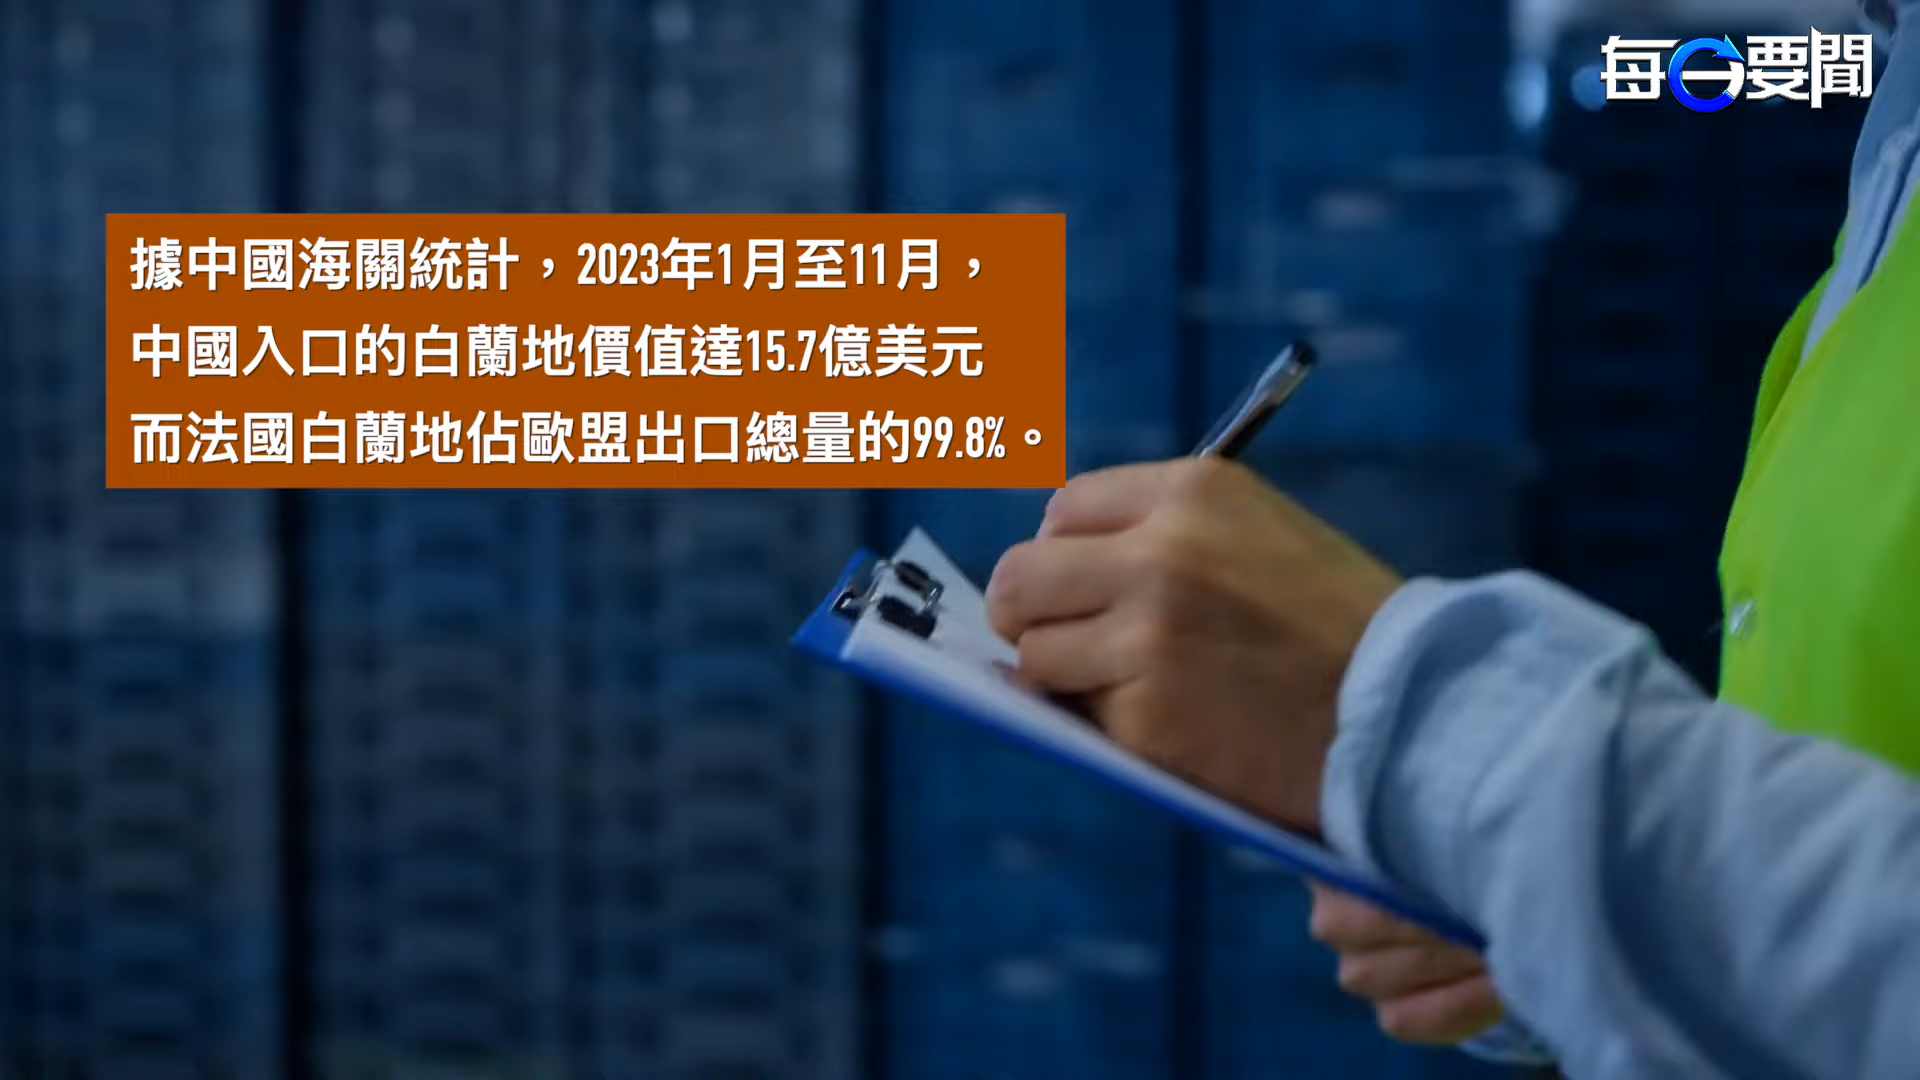 每日要聞
據中國海關統計，2023年1月至11月，
中國入口的白蘭地價值達15.7億美元
而法國白蘭地佔歐盟出口總量的99.8%。